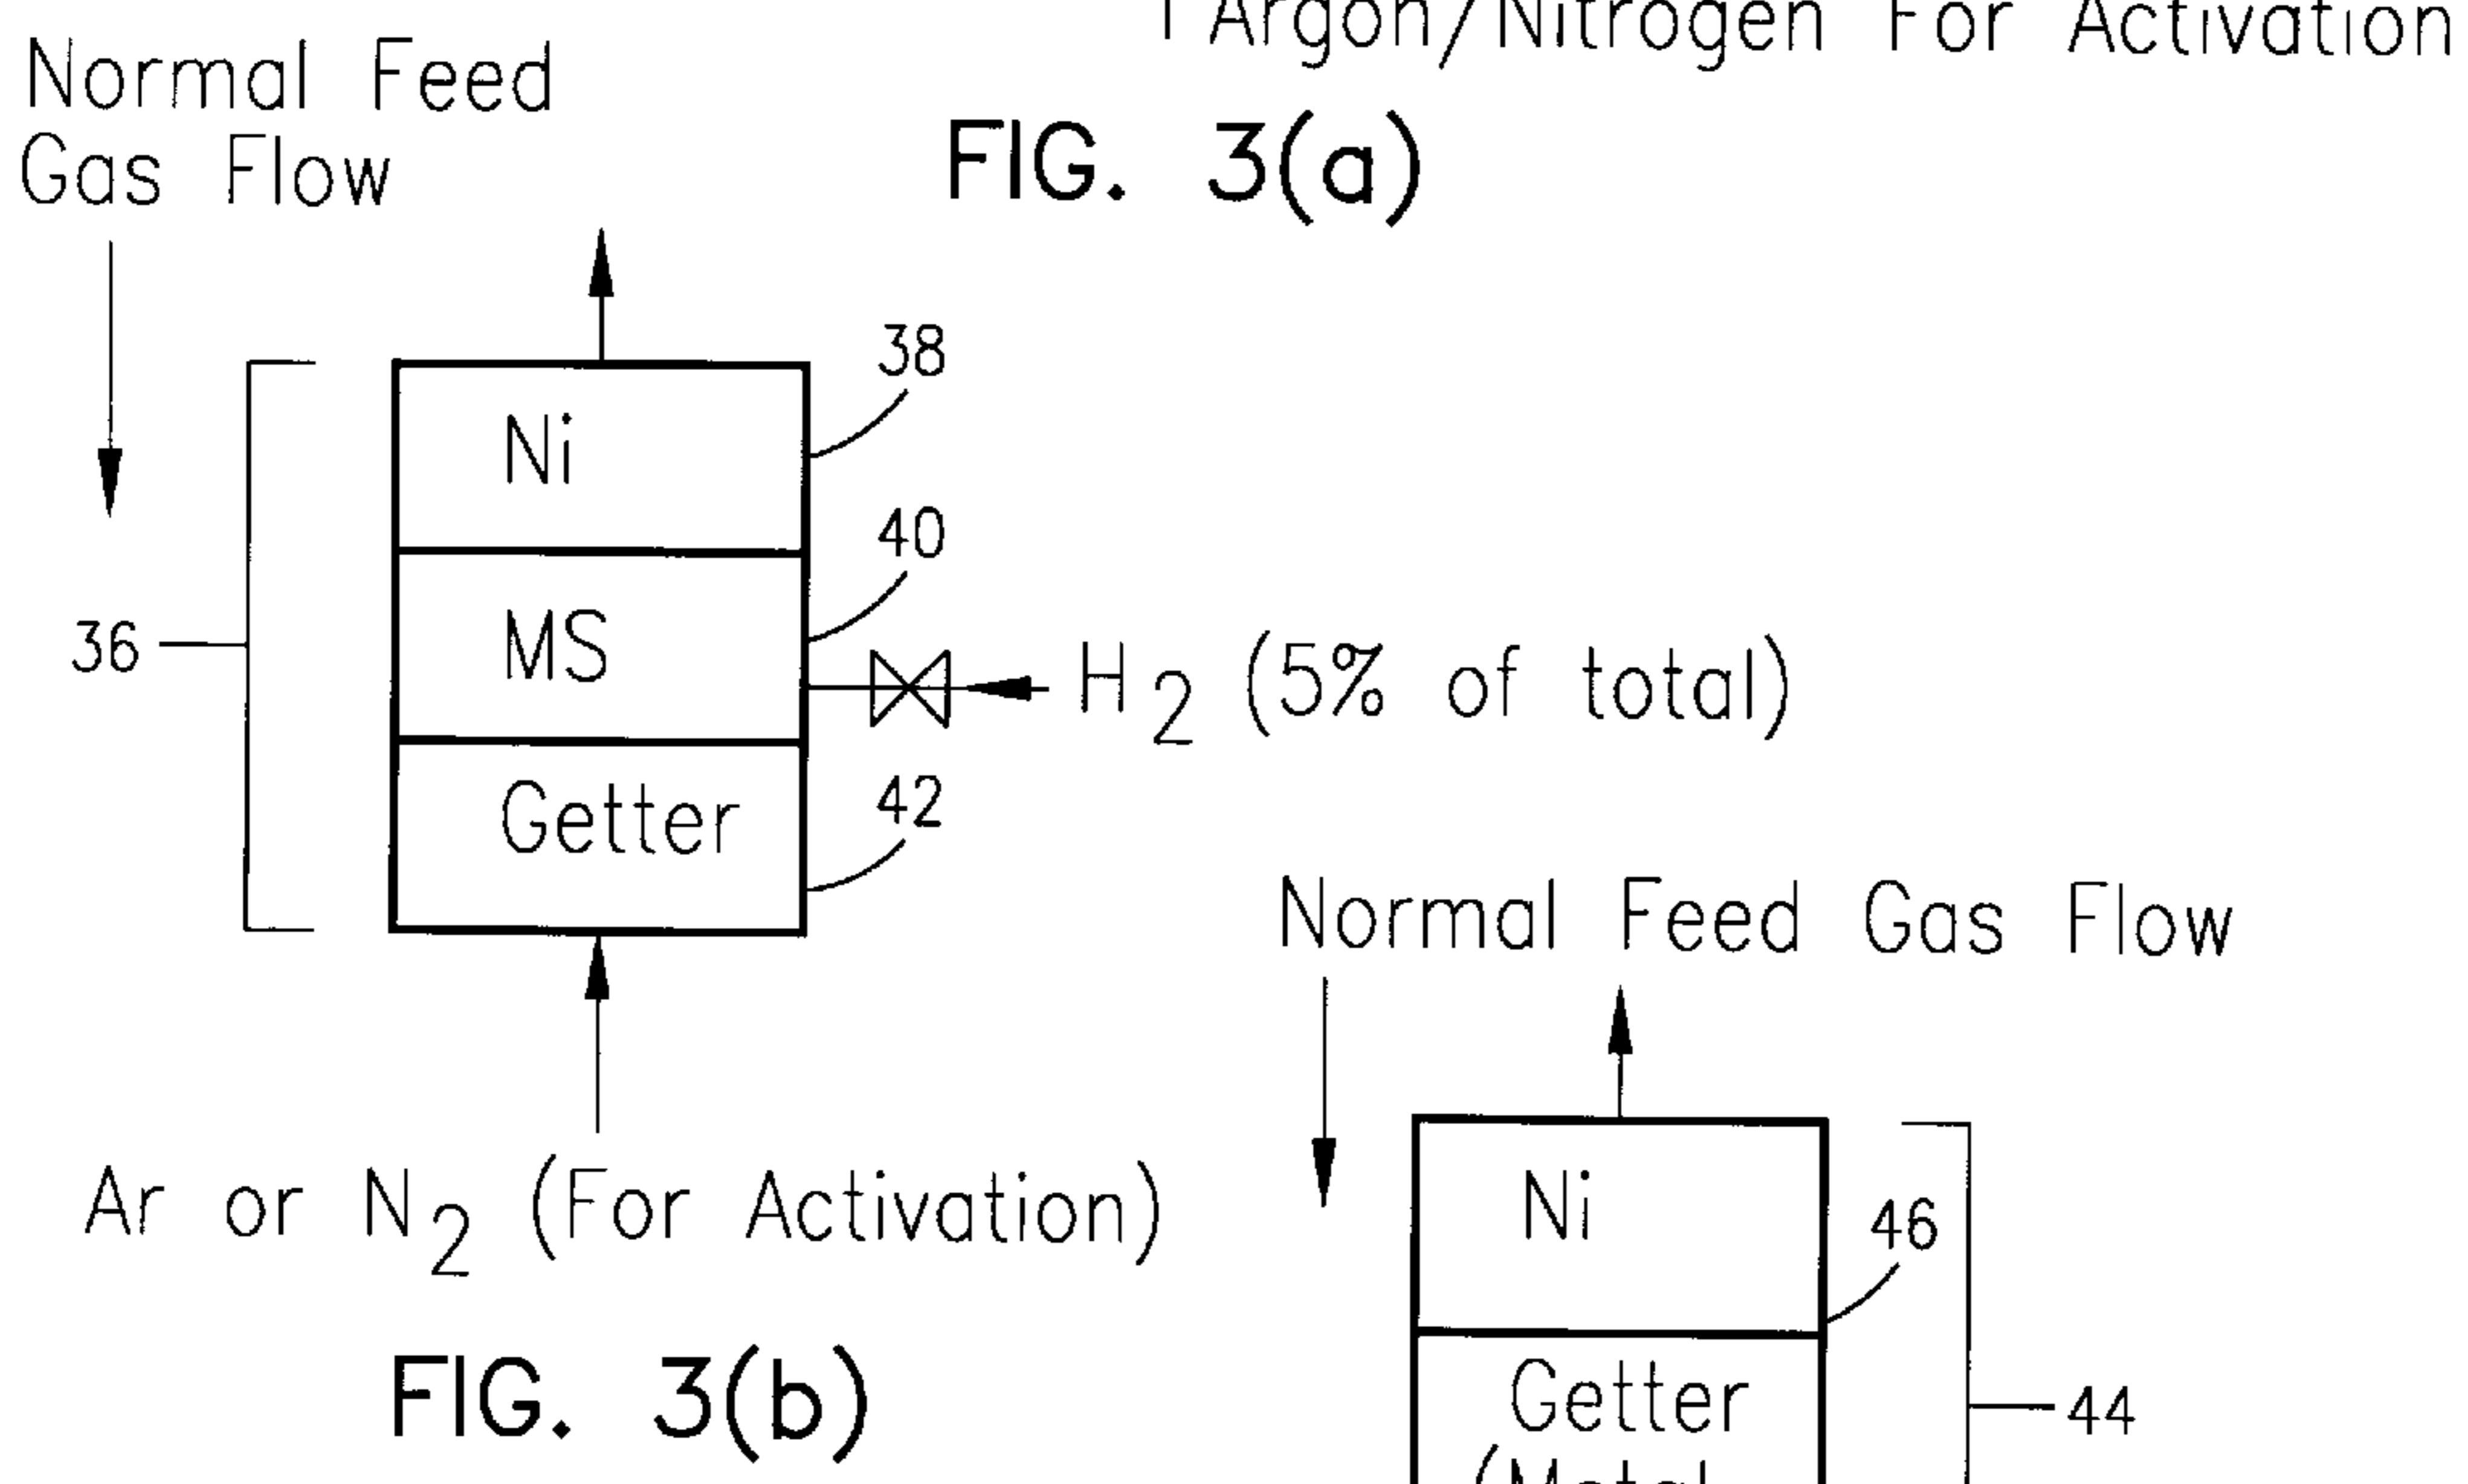 Argon/Nitrogen For Activation
FIG. 3(a)
Normal Feed
Gas Flow
38
Ni
40
MS
36
H2 (5% of total)
Getter
42
Ar or N2 (For Activation)
FIG. 3(b)
Normal Feed Gas Flow
Ni
46
Getter
(Metal
44